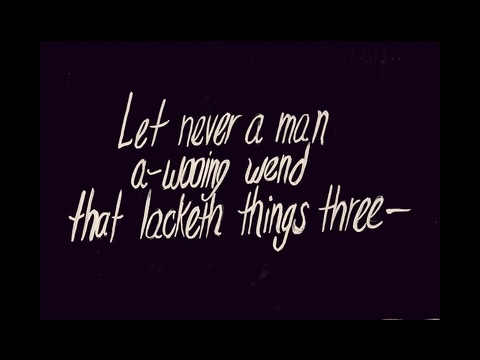 Let never a man
a-wooing wend
that lacketh things three—